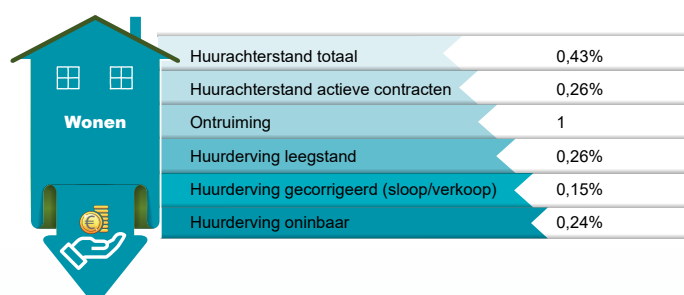 Wonen
Huurachterstand totaal 0,43%
Huurachterstand actieve contracten 0,26%
Ontruiming 1
Huurderving leegstand 0,26%
Huurderving gecorrigeerd (sloop/verkoop) 0,15%
Huurderving oninbaar 0,24%